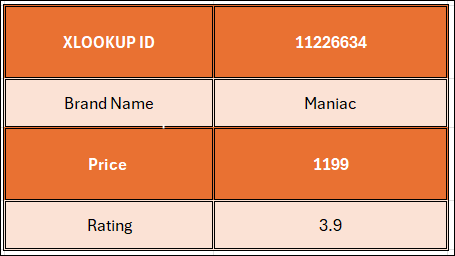 XLOOKUP ID 11226634
Brand Name Maniac
Price 1199
Rating 3.9